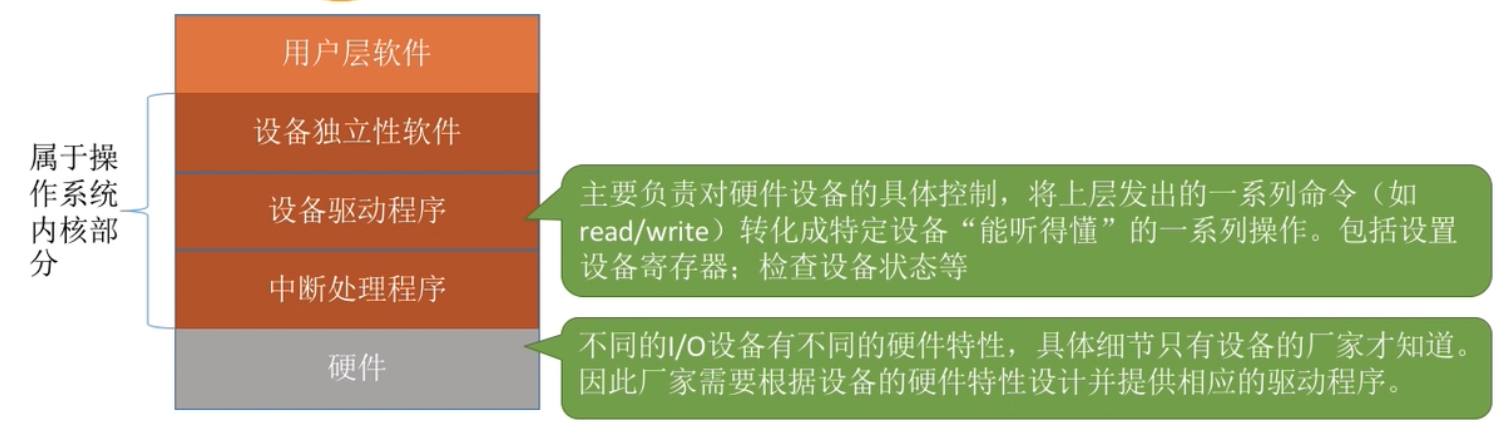 用户层软件
设备独立性软件
设备驱动程序
中断处理程序
硬件
属于操
作系统
内核部
分
主要负责对硬件设备的具体控制，将上层发出的一系列命令（如
read/write）转化成特定设备“能听得懂”的一系列操作。包括设置
设备寄存器；检查设备状态等
不同的I/O设备有不同的硬件特性，具体细节只有设备的厂家才知道。
因此厂家需要根据设备的硬件特性设计并提供相应的驱动程序。